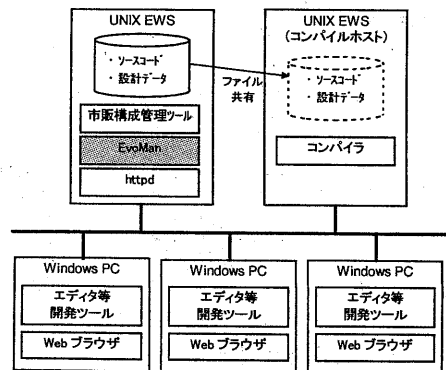 UNIX EWS
・ソースコード
・設計データ
市販構成管理ツール
EvoMan
httpd
ファイル
共有
UNIX EWS
(コンパイルホスト)
・ソースコード
・設計データ
コンパイラ
Windows PC
エディタ等
開発ツール
Web ブラウザ
Windows PC
エディタ等
開発ツール
Web ブラウザ
Windows PC
エディタ等
開発ツール
Web ブラウザ